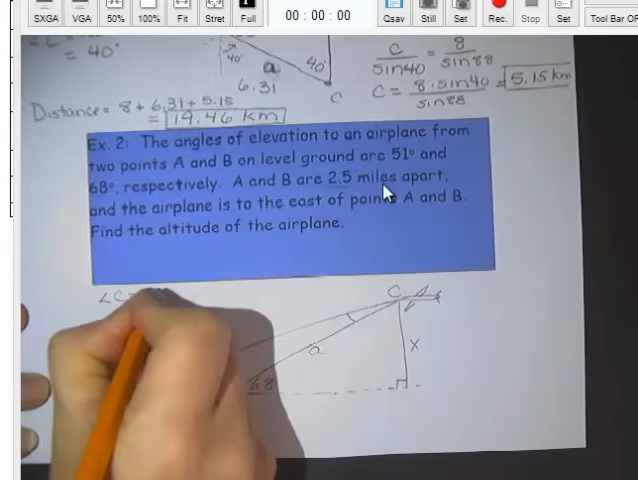 SXGA VGA 50% 100% Fit Stret Full 00 : 00 : 00 Qsav Still Set Rec. Stop Set Tool Bar OP
= 40°
40°
a
40°
6.31
C
C / sin40 = 8 / sin88
C = 8·sin40 / sin88 = 5.15 km
Distance = 8 + 6.31 + 5.15
= 19.46 km
Ex. 2: The angles of elevation to an airplane from
two points A and B on level ground are 51° and
68°, respectively. A and B are 2.5 miles apart,
and the airplane is to the east of points A and B.
Find the altitude of the airplane.
∠C =
C
a
x
68